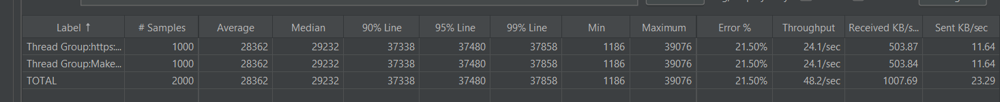 Label ↑ # Samples Average Median 90% Line 95% Line 99% Line Min Maximum Error % Throughput Received KB/s... Sent KB/sec
Thread Group:https:... 1000 28362 29232 37338 37480 37858 1186 39076 21.50% 24.1/sec 503.87 11.64
Thread Group:Make... 1000 28362 29232 37338 37480 37858 1186 39076 21.50% 24.1/sec 503.84 11.64
TOTAL 2000 28362 29232 37338 37480 37858 1186 39076 21.50% 48.2/sec 1007.69 23.29